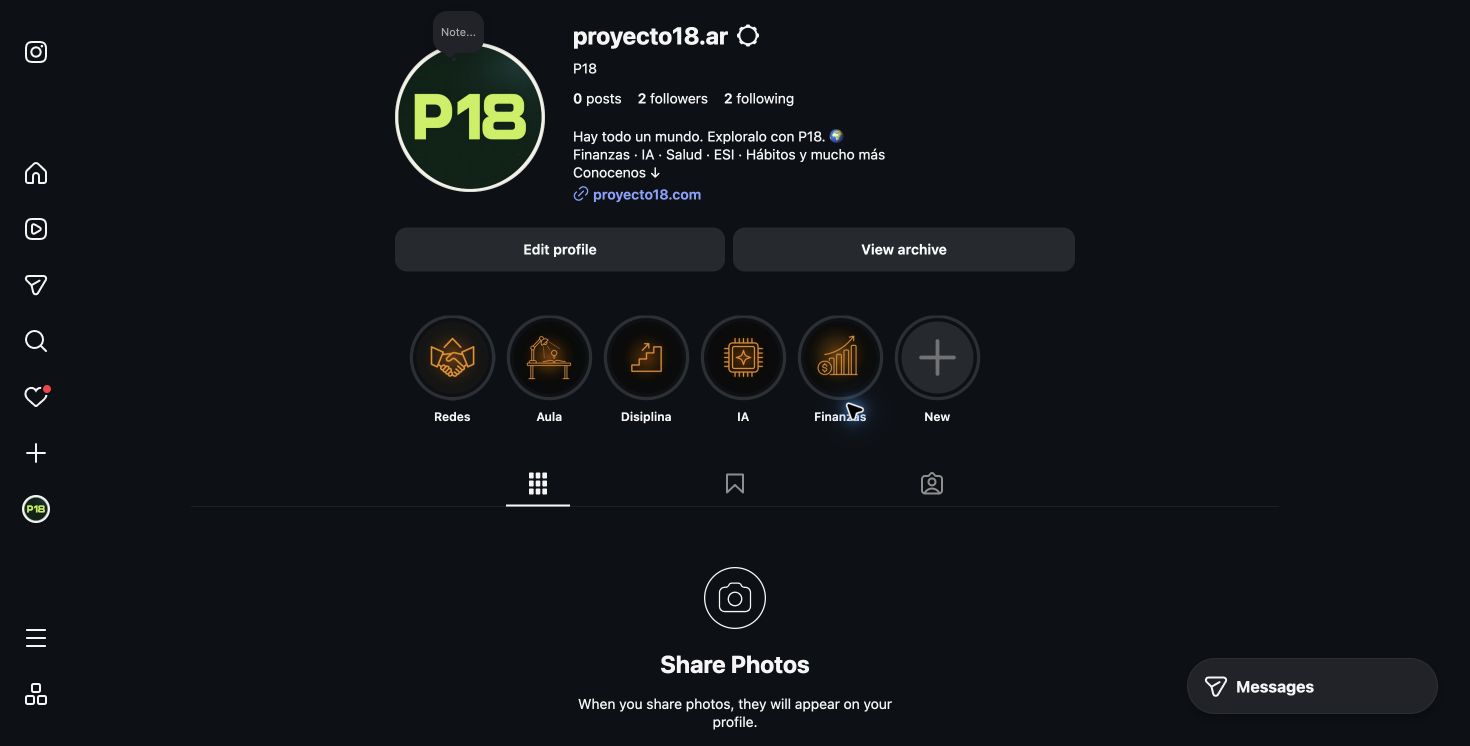 Note...
proyecto18.ar
P18
P18
0 posts 2 followers 2 following
Hay todo un mundo. Exploralo con P18. 🌍
Finanzas · IA · Salud · ESI · Hábitos y mucho más
Conocenos ↓
proyecto18.com
Edit profile
View archive
$
Redes
Aula
Disiplina
IA
Finanzas
New
P18
Share Photos
When you share photos, they will appear on your
profile.
Messages